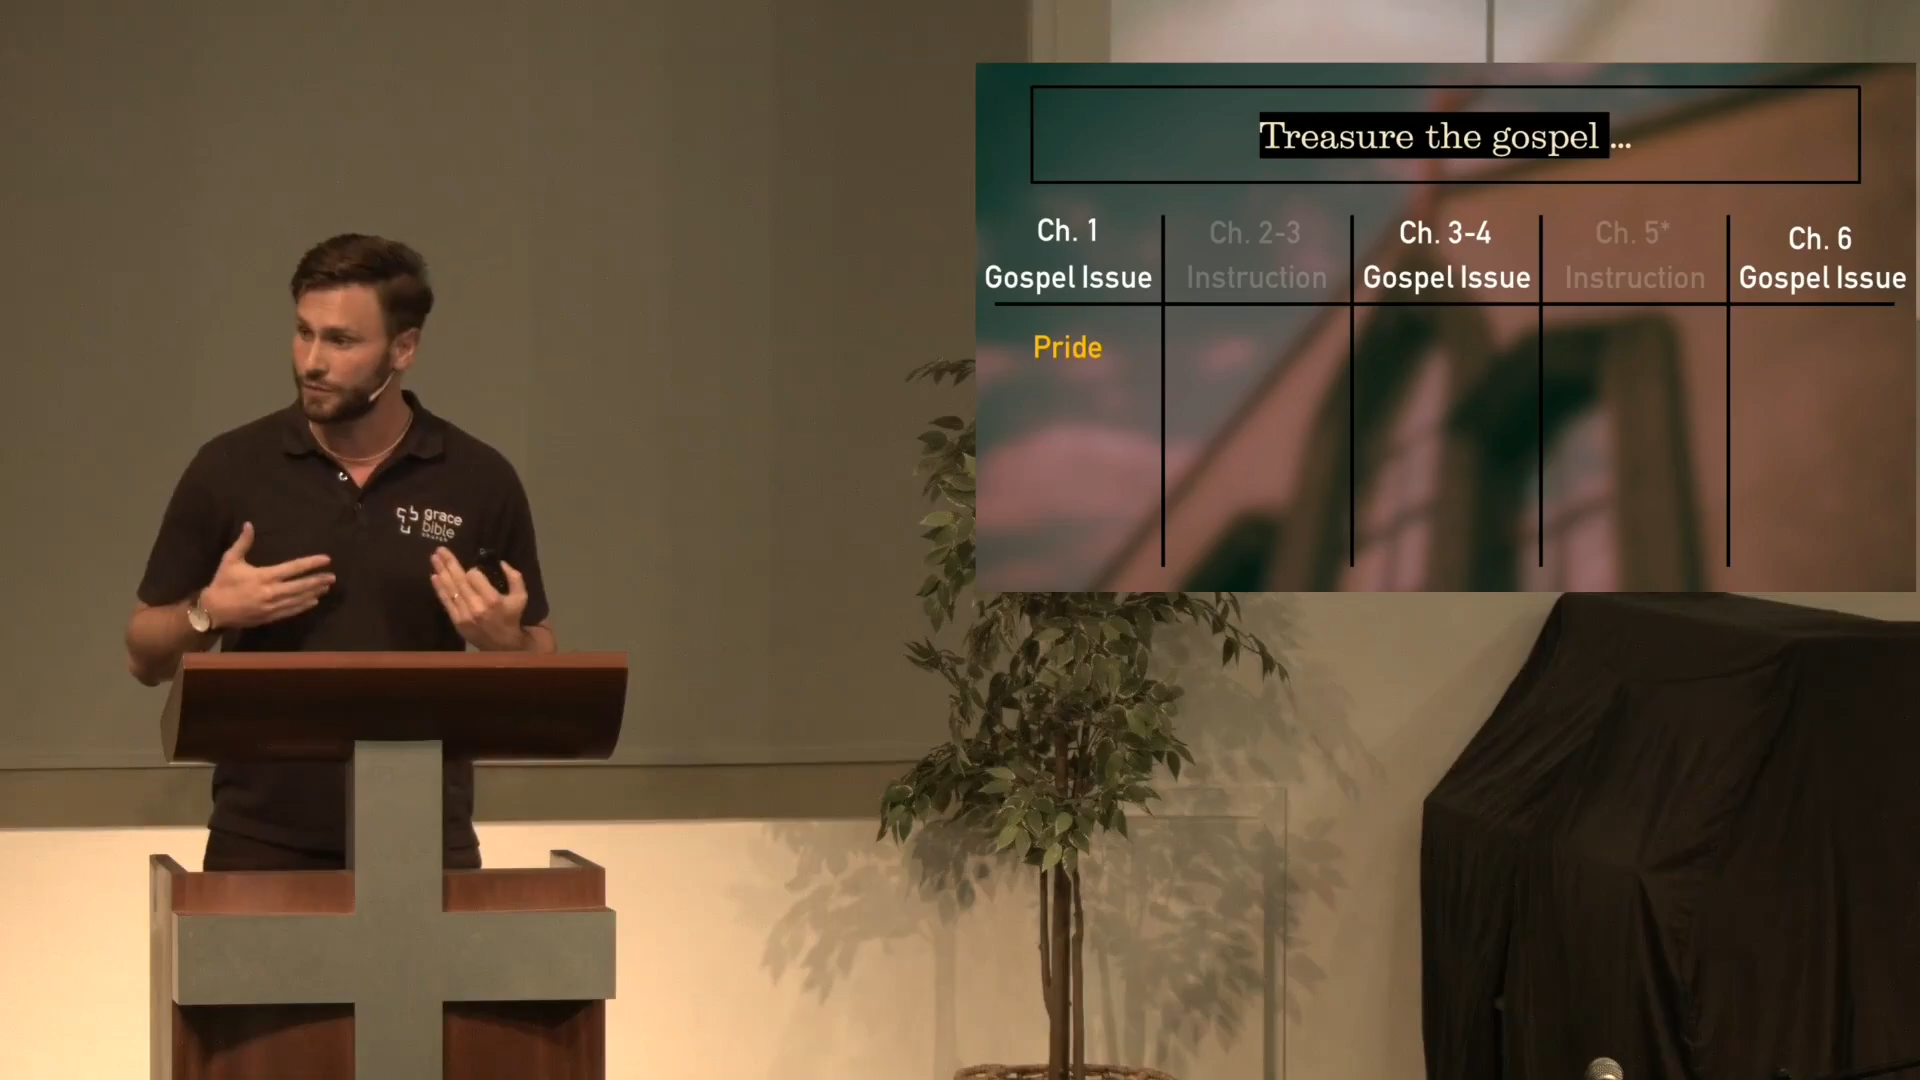 Treasure the gospel ...
Ch. 1
Gospel Issue
Ch. 2-3
Instruction
Ch. 3-4
Gospel Issue
Ch. 5*
Instruction
Ch. 6
Gospel Issue
Pride
grace
bible